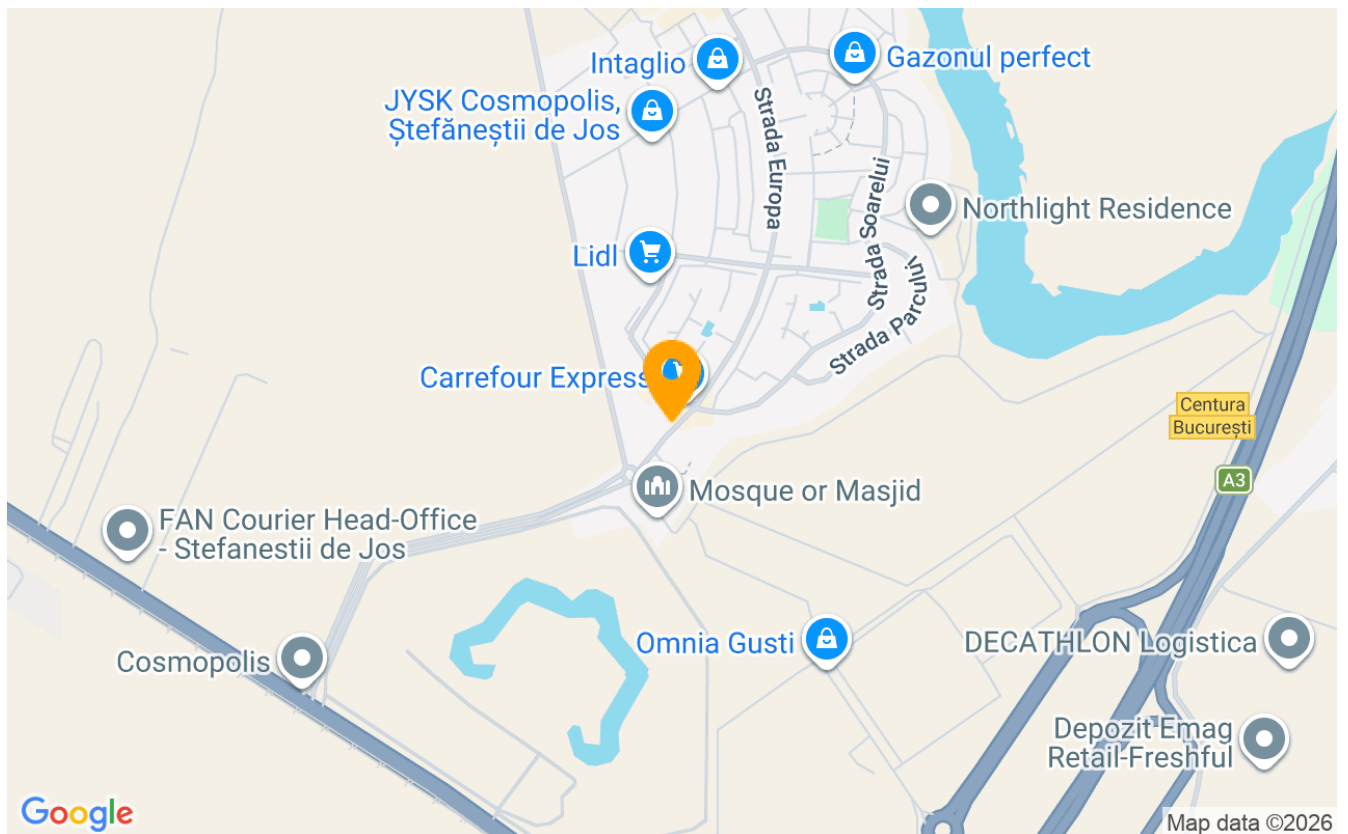 Intaglio
Gazonul perfect
JYSK Cosmopolis,
Ștefăneștii de Jos
Strada Europa
Strada Soarelui
Northlight Residence
Lidl
Strada Parcului
Carrefour Express
Centura
București
A3
Mosque or Masjid
FAN Courier Head-Office
- Stefanestii de Jos
Omnia Gusti
DECATHLON Logistica
Cosmopolis
Depozit Emag
Retail-Freshful
Google
Map data ©2026